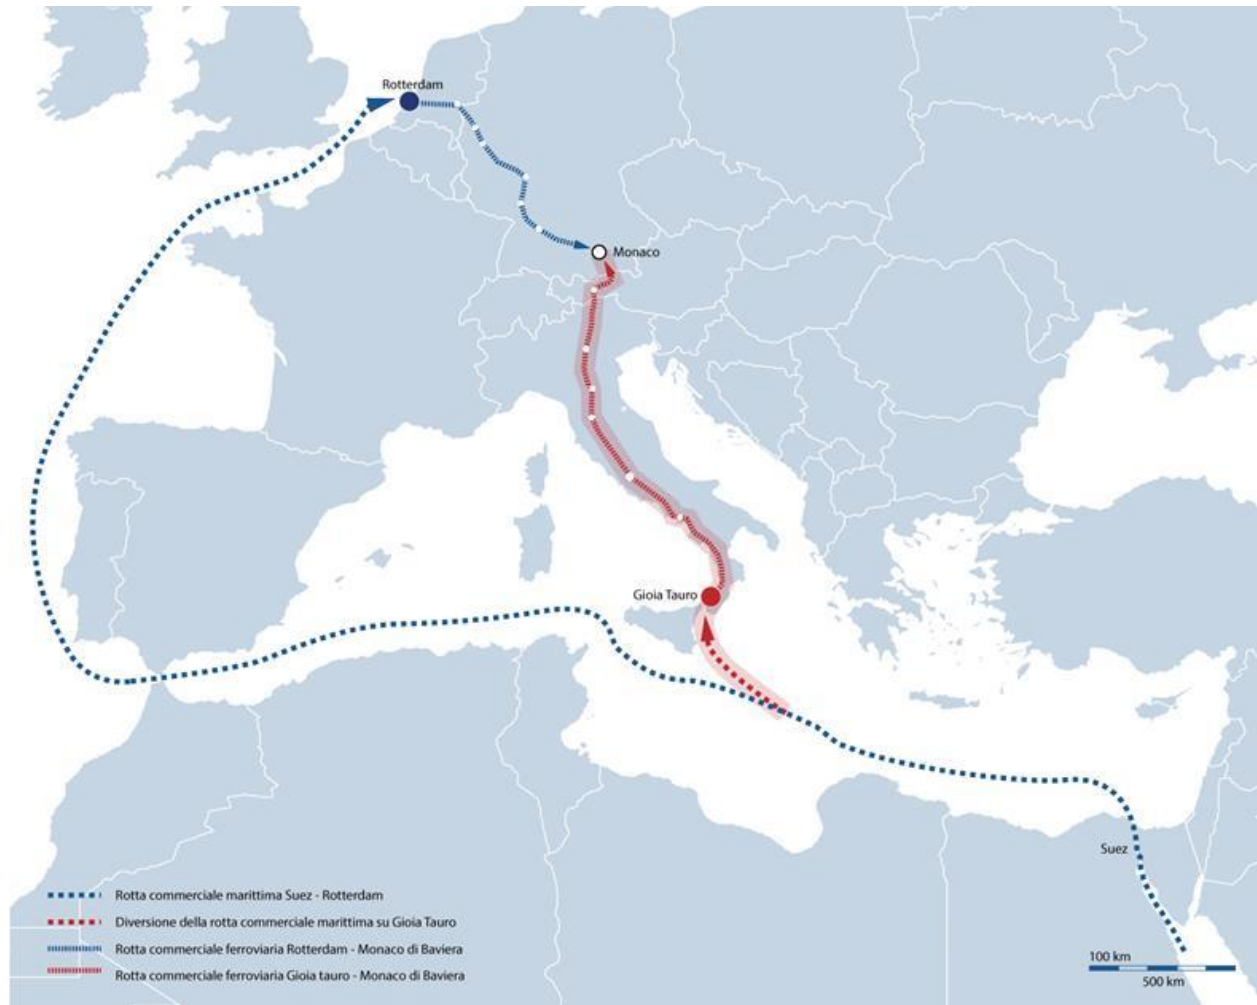 Rotterdam
Monaco
Gioia Tauro
Suez
Rotta commerciale marittima Suez - Rotterdam
Diversione della rotta commerciale marittima su Gioia Tauro
Rotta commerciale ferroviaria Rotterdam - Monaco di Baviera
Rotta commerciale ferroviaria Gioia tauro - Monaco di Baviera
100 km
500 km